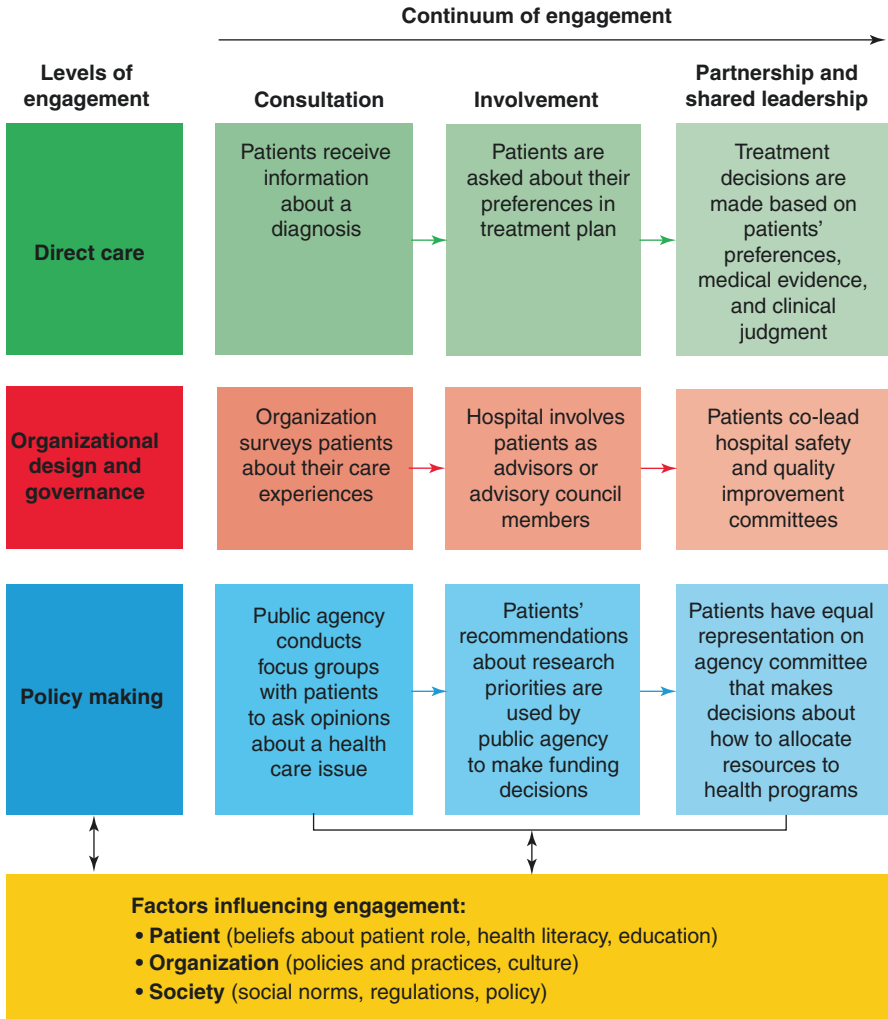 Continuum of engagement
Levels of
engagement
Consultation
Involvement
Partnership and
shared leadership
Direct care
Patients receive
information
about a
diagnosis
Patients are
asked about their
preferences in
treatment plan
Treatment
decisions are
made based on
patients’
preferences,
medical evidence,
and clinical
judgment
Organizational
design and
governance
Organization
surveys patients
about their care
experiences
Hospital involves
patients as
advisors or
advisory council
members
Patients co-lead
hospital safety
and quality
improvement
committees
Policy making
Public agency
conducts
focus groups
with patients
to ask opinions
about a health
care issue
Patients’
recommendations
about research
priorities are
used by
public agency
to make funding
decisions
Patients have equal
representation on
agency committee
that makes
decisions about
how to allocate
resources to
health programs
Factors influencing engagement:
• Patient (beliefs about patient role, health literacy, education)
• Organization (policies and practices, culture)
• Society (social norms, regulations, policy)